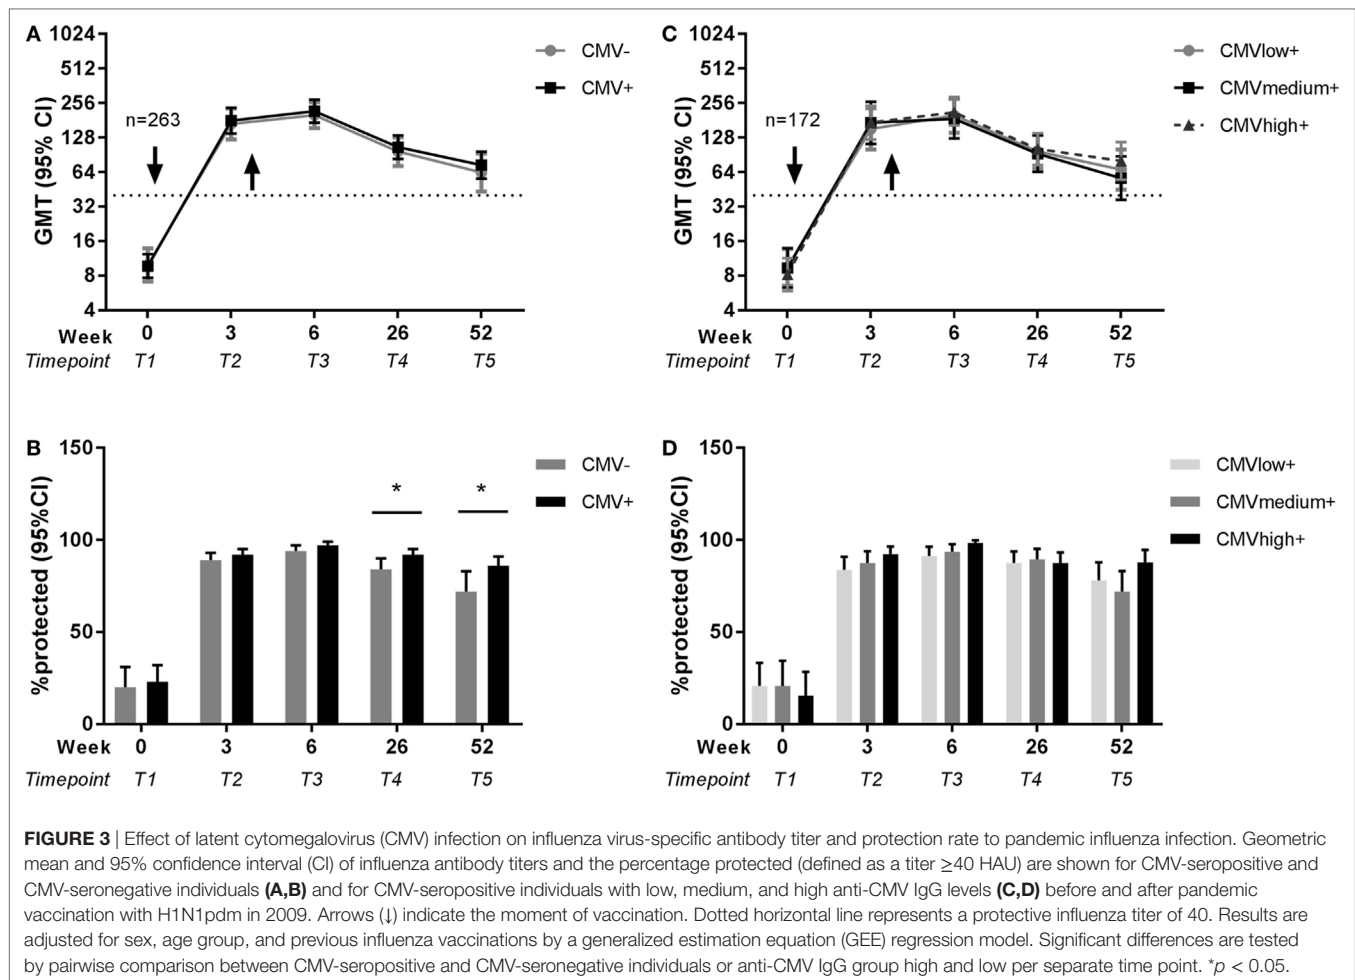 A
1024
512
256
128
64
32
16
8
4
GMT (95% CI)
n=263
CMV-
CMV+
Week 0 3 6 26 52
Timepoint T1 T2 T3 T4 T5
C
1024
512
256
128
64
32
16
8
4
GMT (95% CI)
n=172
CMVlow+
CMVmedium+
CMVhigh+
Week 0 3 6 26 52
Timepoint T1 T2 T3 T4 T5
B
150
100
50
0
%protected (95%CI)
* *
CMV-
CMV+
Week 0 3 6 26 52
Timepoint T1 T2 T3 T4 T5
D
150
100
50
0
%protected (95%CI)
CMVlow+
CMVmedium+
CMVhigh+
Week 0 3 6 26 52
Timepoint T1 T2 T3 T4 T5
FIGURE 3 | Effect of latent cytomegalovirus (CMV) infection on influenza virus-specific antibody titer and protection rate to pandemic influenza infection. Geometric
mean and 95% confidence interval (CI) of influenza antibody titers and the percentage protected (defined as a titer ≥40 HAU) are shown for CMV-seropositive and
CMV-seronegative individuals (A,B) and for CMV-seropositive individuals with low, medium, and high anti-CMV IgG levels (C,D) before and after pandemic
vaccination with H1N1pdm in 2009. Arrows (↓) indicate the moment of vaccination. Dotted horizontal line represents a protective influenza titer of 40. Results are
adjusted for sex, age group, and previous influenza vaccinations by a generalized estimation equation (GEE) regression model. Significant differences are tested
by pairwise comparison between CMV-seropositive and CMV-seronegative individuals or anti-CMV IgG group high and low per separate time point. *p < 0.05.